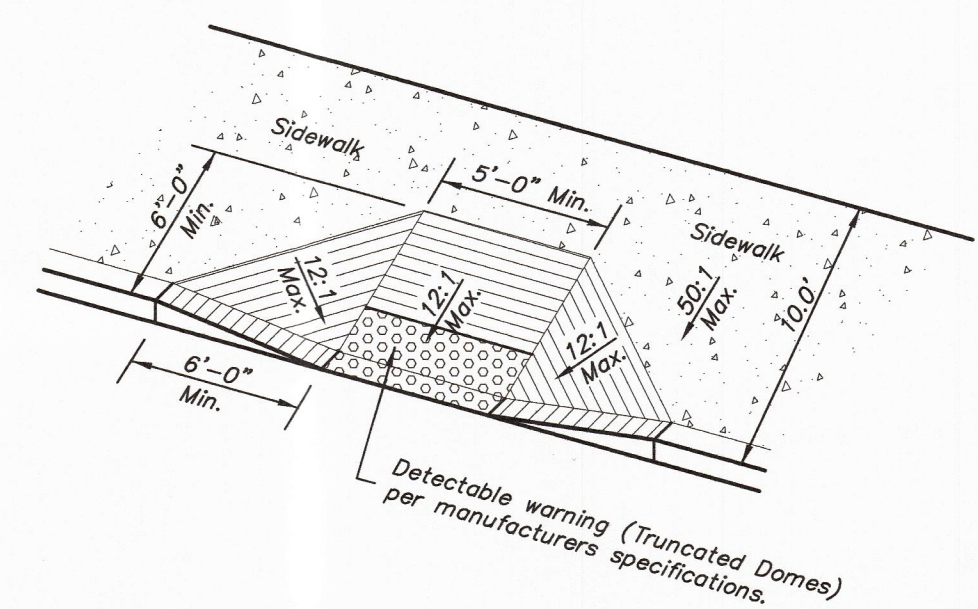 Sidewalk
5'-0" Min.
6'-0"
Min.
Sidewalk
12:1
Max.
12:1
Max.
50:1
Max.
10.0'
12:1
Max.
6'-0"
Min.
Detectable warning (Truncated Domes)
per manufacturers specifications.